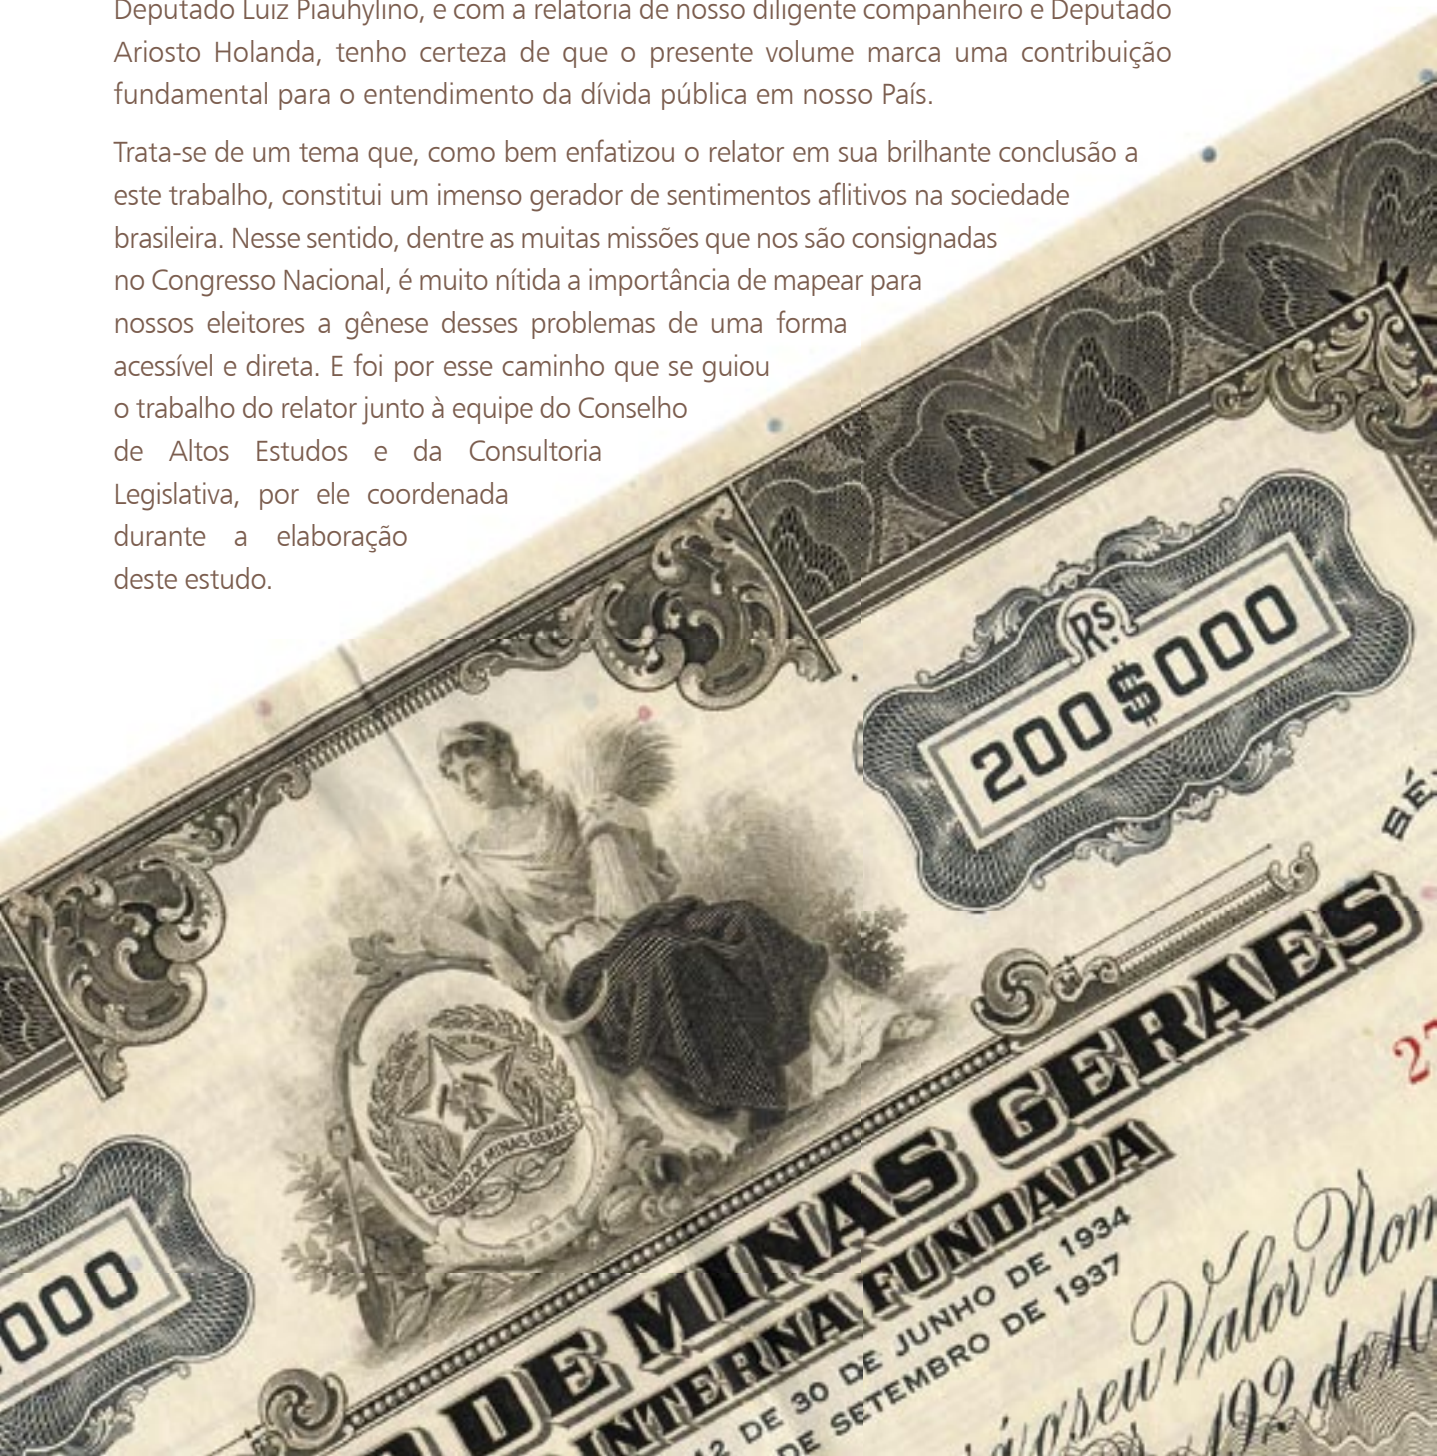 Deputado Luiz Piauhylino, e com a relatoria de nosso diligente companheiro e Deputado
Ariosto Holanda, tenho certeza de que o presente volume marca uma contribuição
fundamental para o entendimento da dívida pública em nosso País.
Trata-se de um tema que, como bem enfatizou o relator em sua brilhante conclusão a
este trabalho, constitui um imenso gerador de sentimentos aflitivos na sociedade
brasileira. Nesse sentido, dentre as muitas missões que nos são consignadas
no Congresso Nacional, é muito nítida a importância de mapear para
nossos eleitores a gênese desses problemas de uma forma
acessível e direta. E foi por esse caminho que se guiou
o trabalho do relator junto à equipe do Conselho
de Altos Estudos e da Consultoria
Legislativa, por ele coordenada
durante a elaboração
deste estudo.
Rs.
200$000
ESTADO DE MINAS GERAES
000
DE MINAS GERAES
INTERNA FUNDADA
DE 30 DE JUNHO DE 1934
DE SETEMBRO DE 1937
seu Valor
192 de